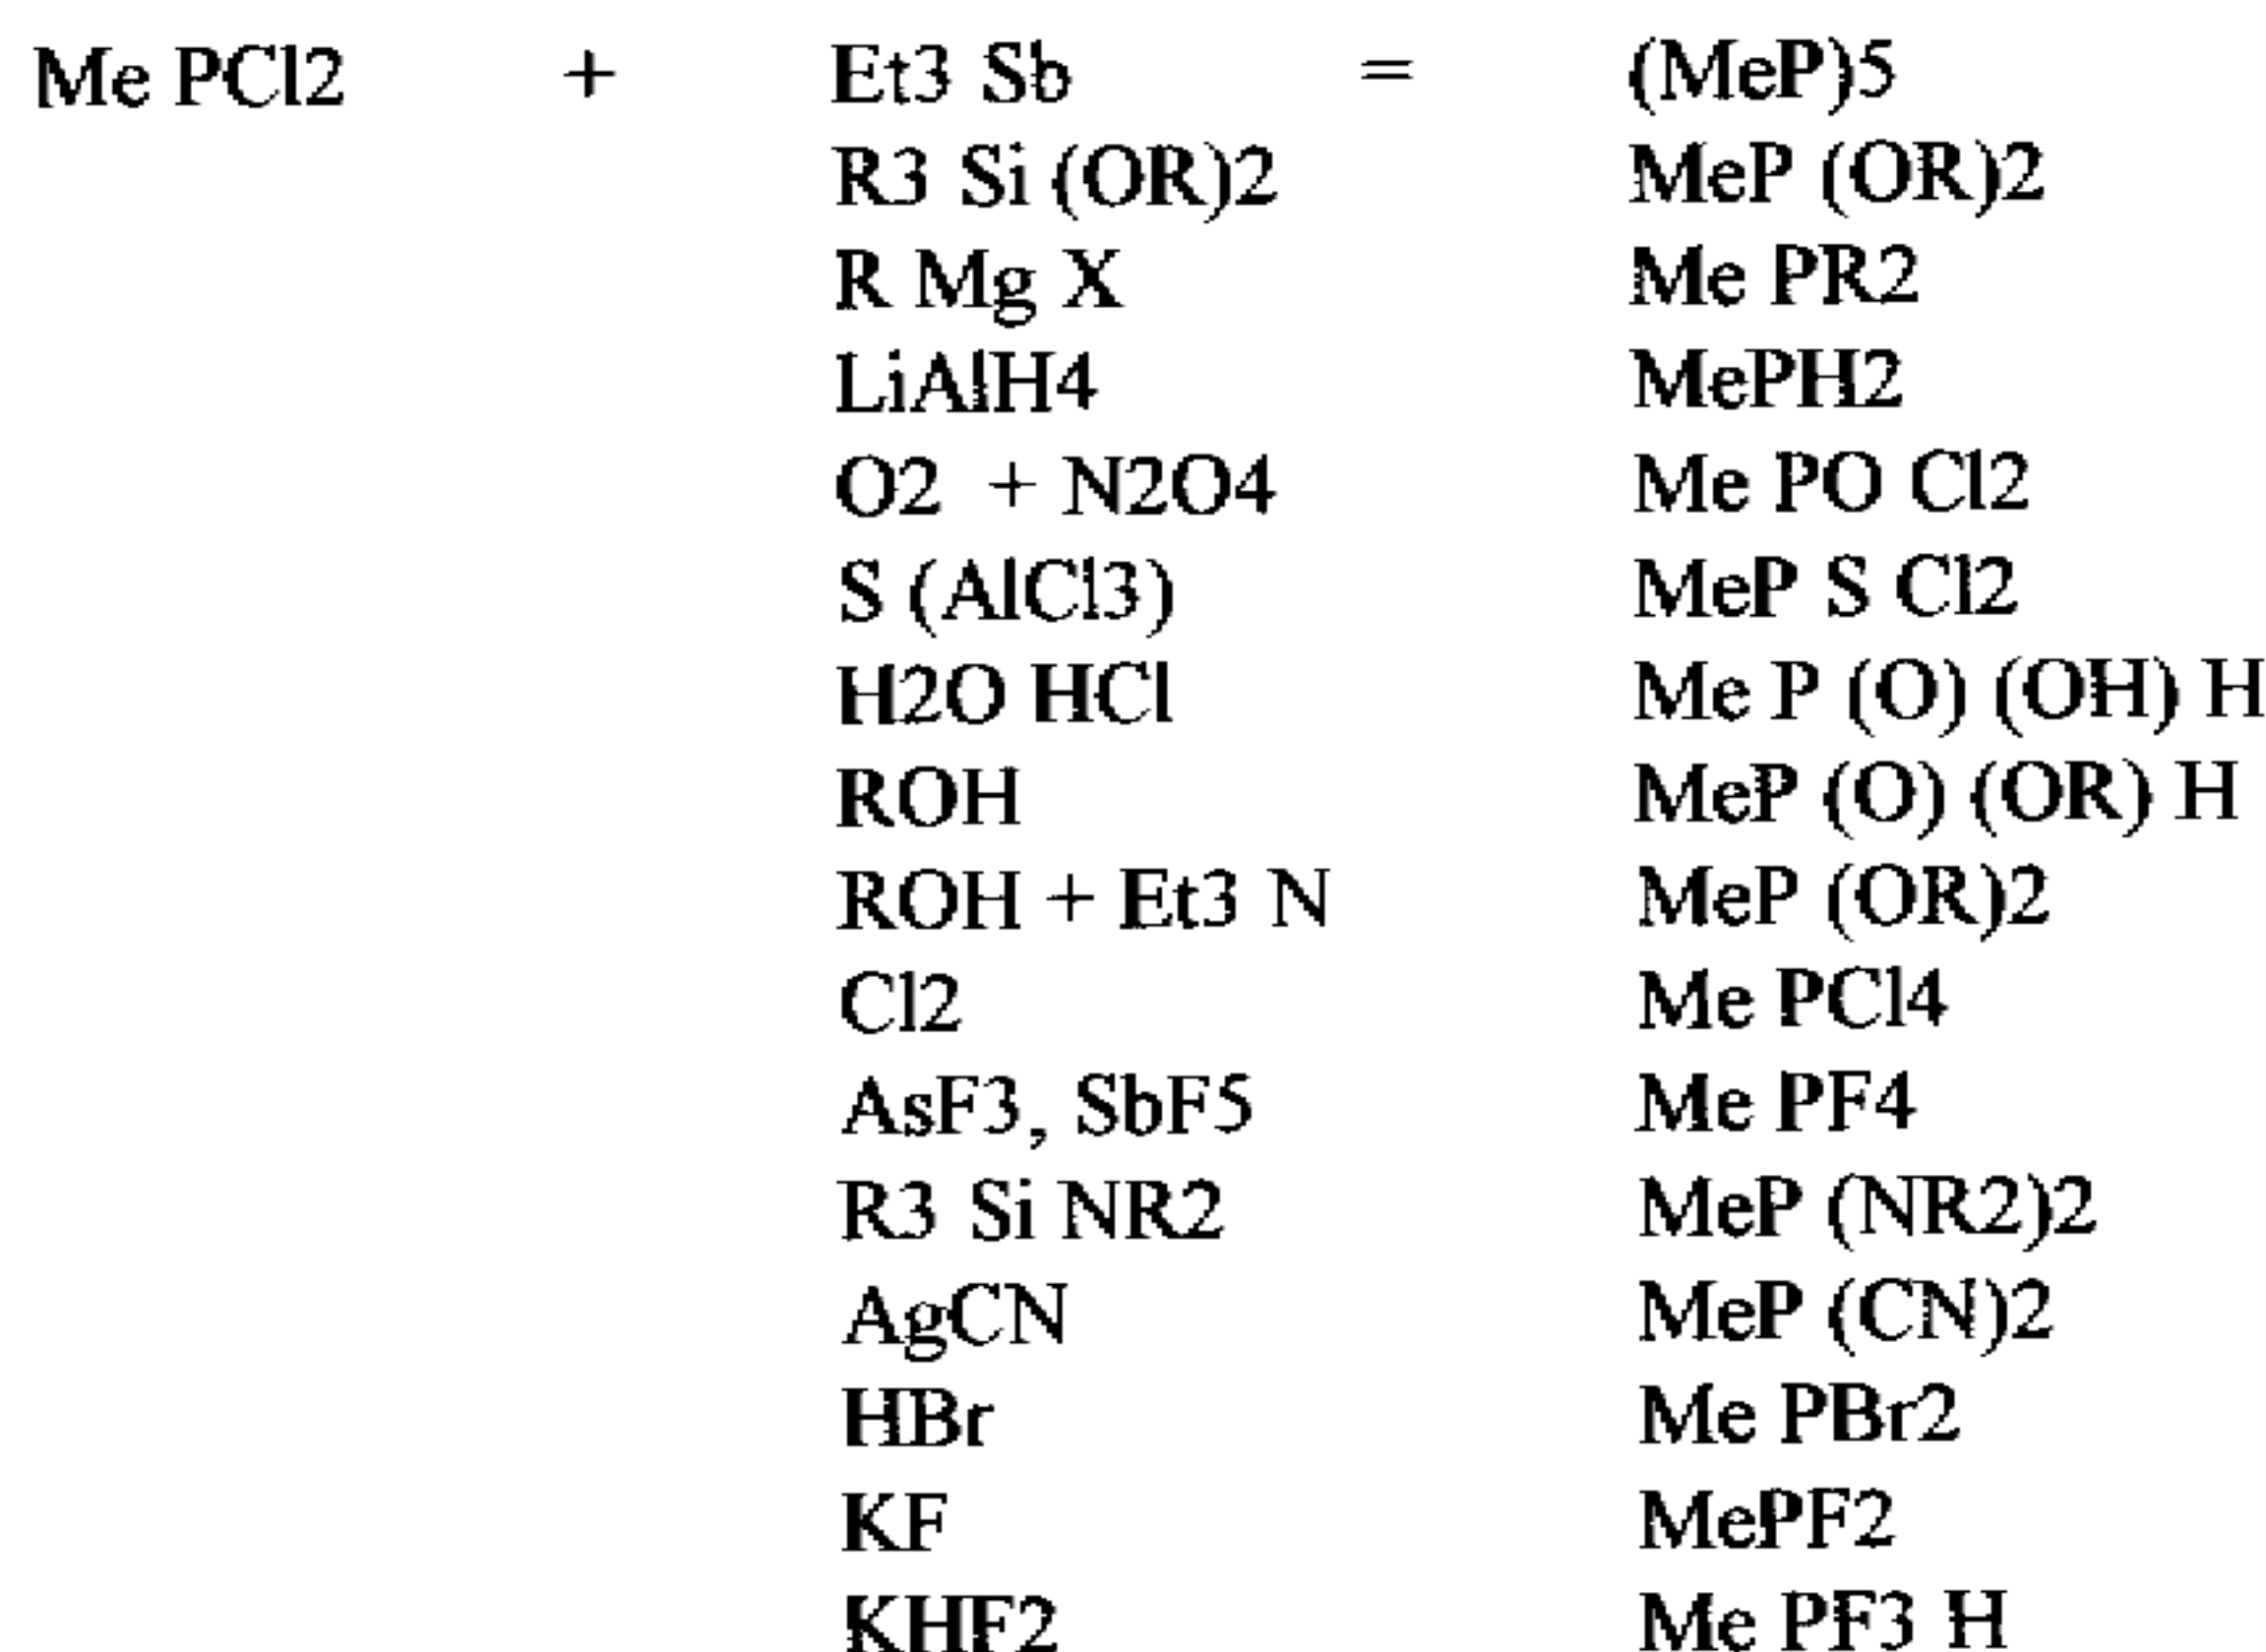 Me PCl2 + Et3 Sb = (MeP)5
R3 Si (OR)2 MeP (OR)2
R Mg X Me PR2
LiAlH4 MePH2
O2 + N2O4 Me PO Cl2
S (AlCl3) MeP S Cl2
H2O HCl Me P (O) (OH) H
ROH MeP (O) (OR) H
ROH + Et3 N MeP (OR)2
Cl2 Me PCl4
AsF3, SbF5 Me PF4
R3 Si NR2 MeP (NR2)2
AgCN MeP (CN)2
HBr Me PBr2
KF MePF2
KHF2 Me PF3 H